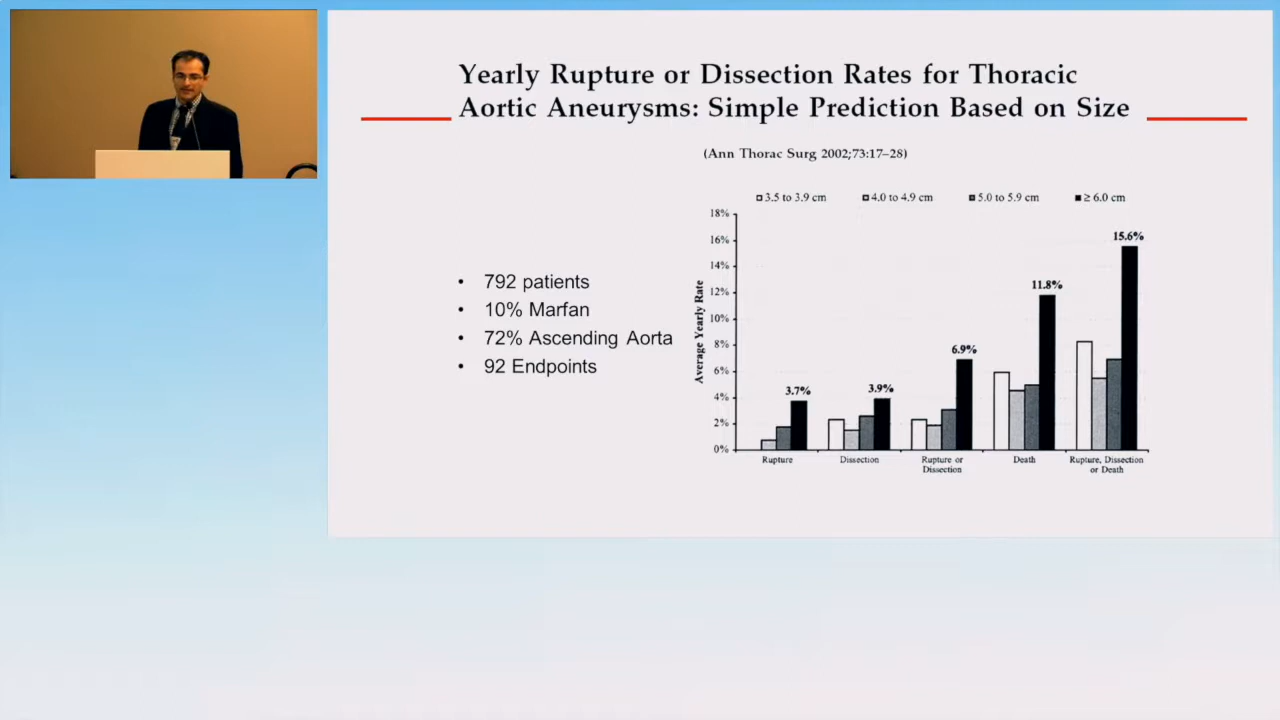 Yearly Rupture or Dissection Rates for Thoracic
Aortic Aneurysms: Simple Prediction Based on Size
(Ann Thorac Surg 2002;73:17–28)
• 792 patients
• 10% Marfan
• 72% Ascending Aorta
• 92 Endpoints
3.5 to 3.9 cm 4.0 to 4.9 cm 5.0 to 5.9 cm ≥ 6.0 cm
Average Yearly Rate
18%
16%
14%
12%
10%
8%
6%
4%
2%
0%
3.7%
3.9%
6.9%
11.8%
15.6%
Rupture
Dissection
Rupture or
Dissection
Death
Rupture, Dissection
or Death